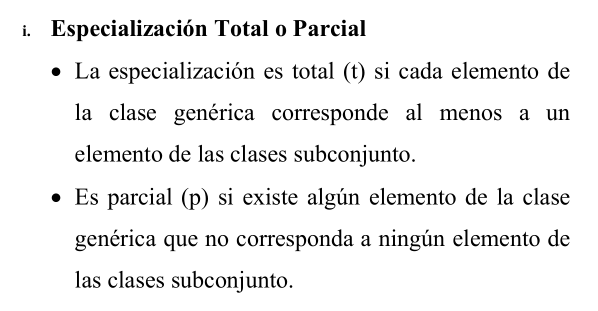 i. Especialización Total o Parcial
• La especialización es total (t) si cada elemento de
la clase genérica corresponde al menos a un
elemento de las clases subconjunto.
• Es parcial (p) si existe algún elemento de la clase
genérica que no corresponda a ningún elemento de
las clases subconjunto.